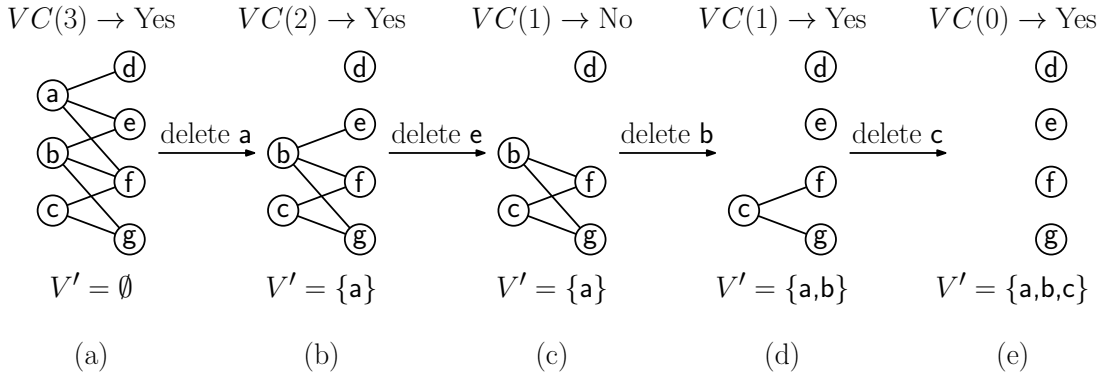 VC(3) → Yes
VC(2) → Yes
VC(1) → No
VC(1) → Yes
VC(0) → Yes
a
b
c
d
e
f
g
delete a
b
c
d
e
f
g
delete e
b
c
d
f
g
delete b
c
d
e
f
g
delete c
d
e
f
g
V′ = ∅
V′ = {a}
V′ = {a}
V′ = {a,b}
V′ = {a,b,c}
(a)
(b)
(c)
(d)
(e)